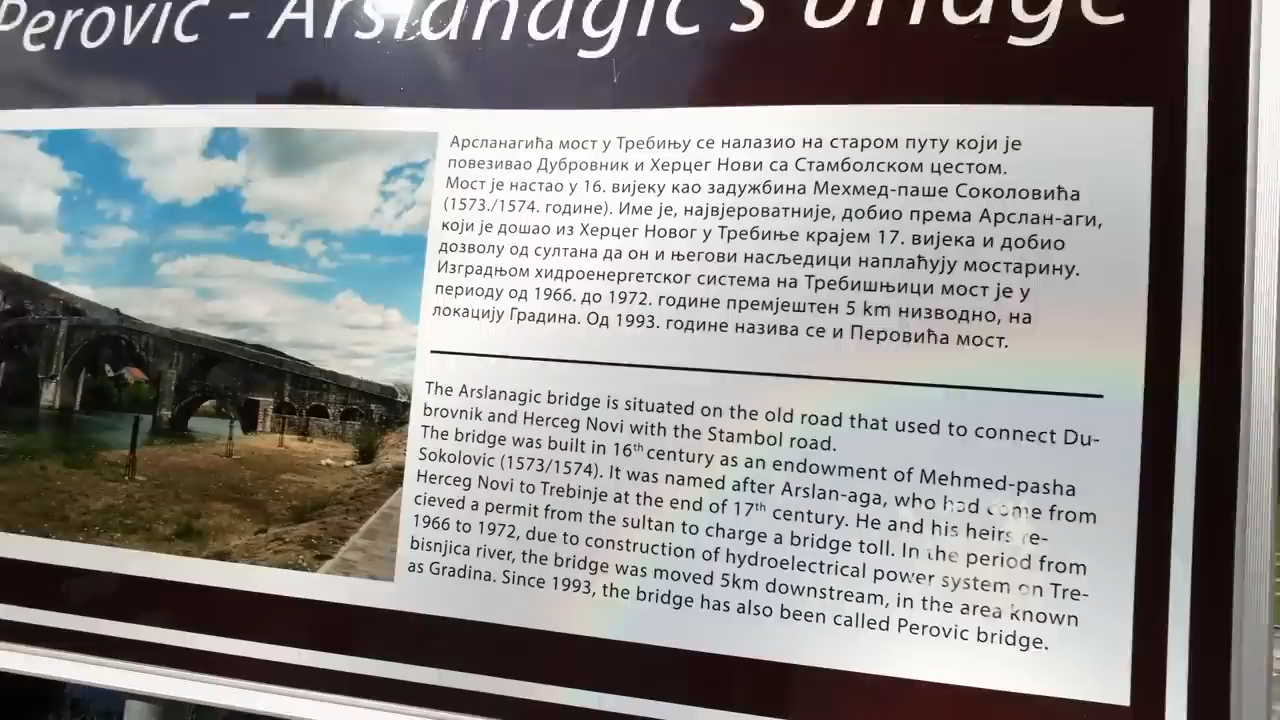 Perovic - Arslanagic's bridge
Арсланагића мост у Требињу се налазио на старом путу који је
повезивао Дубровник и Херцег Нови са Стамболском цестом.
Мост је настао у 16. вијеку као задужбина Мехмед-паше Соколовића
(1573./1574. године). Име је, највјероватније, добио према Арслан-аги,
који је дошао из Херцег Новог у Требиње крајем 17. вијека и добио
дозволу од султана да он и његови насљедици наплаћују мостарину.
Изградњом хидроенергетског система на Требишњици мост је у
периоду од 1966. до 1972. године премјештен 5 km низводно, на
локацију Градина. Од 1993. године назива се и Перовића мост.
The Arslanagic bridge is situated on the old road that used to connect Du-
brovnik and Herceg Novi with the Stambol road.
The bridge was built in 16th century as an endowment of Mehmed-pasha
Sokolovic (1573/1574). It was named after Arslan-aga, who had come from
Herceg Novi to Trebinje at the end of 17th century. He and his heirs re-
cieved a permit from the sultan to charge a bridge toll. In the period from
1966 to 1972, due to construction of hydroelectrical power system on Tre-
bisnjica river, the bridge was moved 5km downstream, in the area known
as Gradina. Since 1993, the bridge has also been called Perovic bridge.